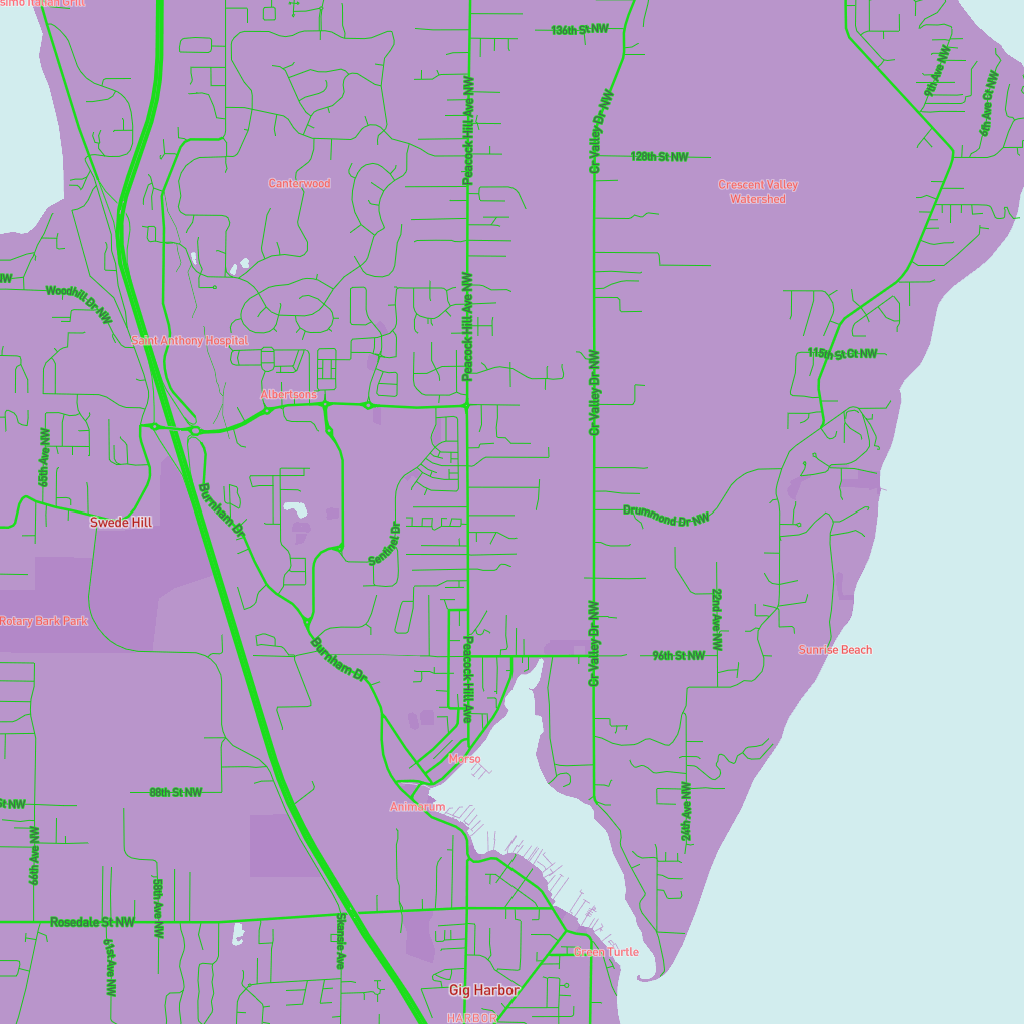 136th St NW
9th Ave NW
6th Ave Ct NW
Peacock Hill Ave NW
Cr Valley Dr NW
128th St NW
Canterwood
Crescent Valley
Watershed
Woodhill Dr NW
Peacock Hill Ave NW
Saint Anthony Hospital
115th St Ct NW
Cr Valley Dr NW
Albertsons
65th Ave NW
Burnham Dr
Swede Hill
Drummond Dr NW
Sentinel Dr
22nd Ave NW
Rotary Bark Park
Cr Valley Dr NW
Burnham Dr
Peacock Hill Ave
96th St NW
Sunrise Beach
Morso
88th St NW
St NW
Animarum
24th Ave NW
66th Ave NW
58th Ave NW
Rosedale St NW
Skansie Ave
61st Ave NW
Green Turtle
Gig Harbor
HARBOR